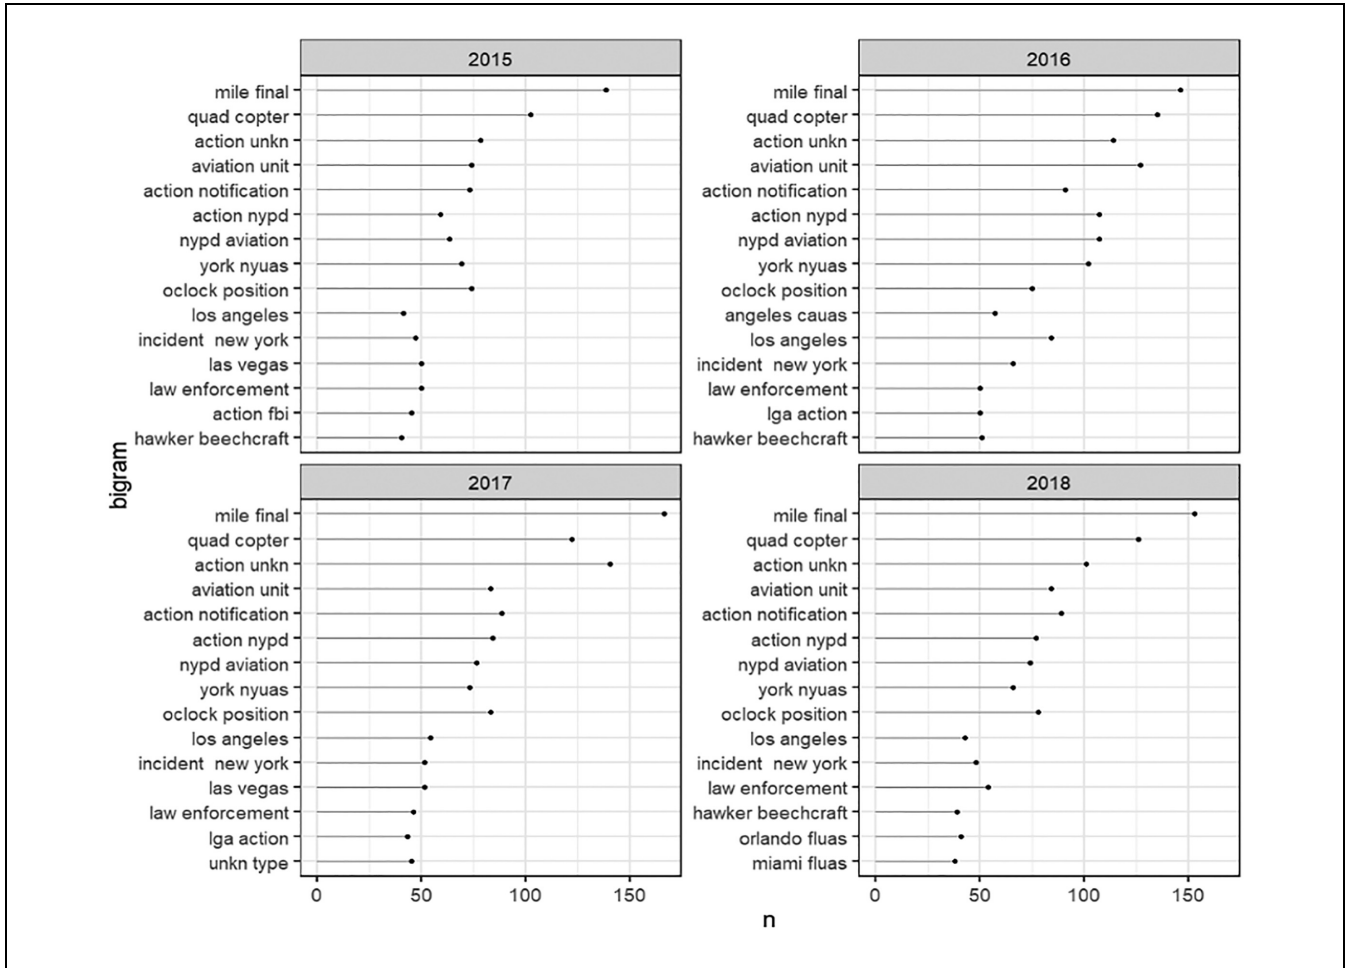 2015
mile final
quad copter
action unkn
aviation unit
action notification
action nypd
nypd aviation
york nyuas
oclock position
los angeles
incident  new york
las vegas
law enforcement
action fbi
hawker beechcraft
2016
mile final
quad copter
action unkn
aviation unit
action notification
action nypd
nypd aviation
york nyuas
oclock position
angeles cauas
los angeles
incident  new york
law enforcement
lga action
hawker beechcraft
bigram
2017
mile final
quad copter
action unkn
aviation unit
action notification
action nypd
nypd aviation
york nyuas
oclock position
los angeles
incident  new york
las vegas
law enforcement
lga action
unkn type
0 50 100 150
2018
mile final
quad copter
action unkn
aviation unit
action notification
action nypd
nypd aviation
york nyuas
oclock position
los angeles
incident  new york
law enforcement
hawker beechcraft
orlando fluas
miami fluas
0 50 100 150
n